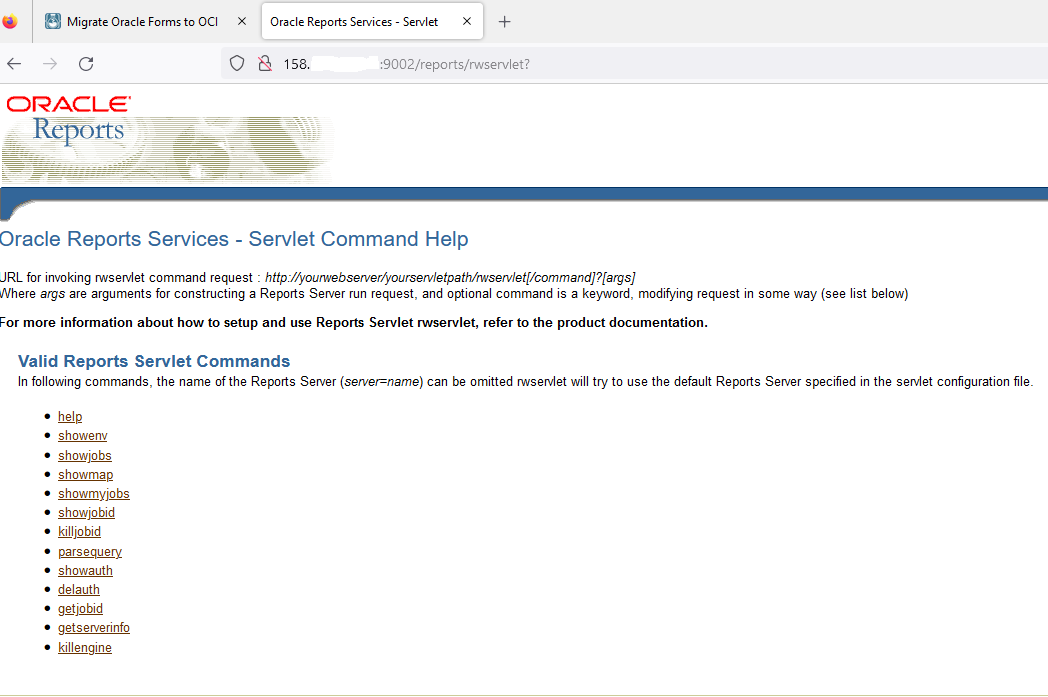 Migrate Oracle Forms to OCI
Oracle Reports Services - Servlet
158. :9002/reports/rwservlet?
ORACLE
Reports
Oracle Reports Services - Servlet Command Help
URL for invoking rwservlet command request : http://yourwebserver/yourservletpath/rwservlet[/command]?[args]
Where args are arguments for constructing a Reports Server run request, and optional command is a keyword, modifying request in some way (see list below)
For more information about how to setup and use Reports Servlet rwservlet, refer to the product documentation.
Valid Reports Servlet Commands
In following commands, the name of the Reports Server (server=name) can be omitted rwservlet will try to use the default Reports Server specified in the servlet configuration file.
help
showenv
showjobs
showmap
showmyjobs
showjobid
killjobid
parsequery
showauth
delauth
getjobid
getserverinfo
killengine